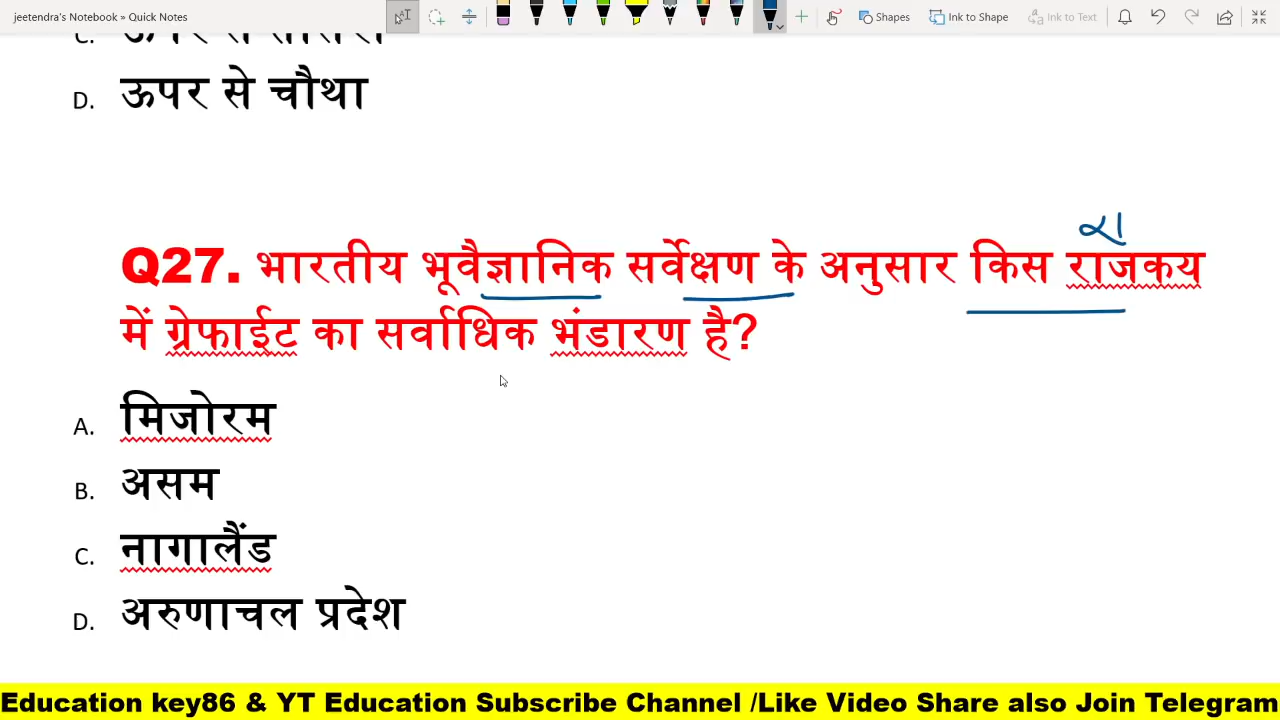 jeetendra's Notebook » Quick Notes
Shapes Ink to Shape Ink to Text
D. ऊपर से चौथा
Q27. भारतीय भूवैज्ञानिक सर्वेक्षण के अनुसार किस राजकय
में ग्रेफाईट का सर्वाधिक भंडारण है?
A. मिजोरम
B. असम
C. नागालैंड
D. अरुणाचल प्रदेश
Education key86 & YT Education Subscribe Channel /Like Video Share also Join Telegram